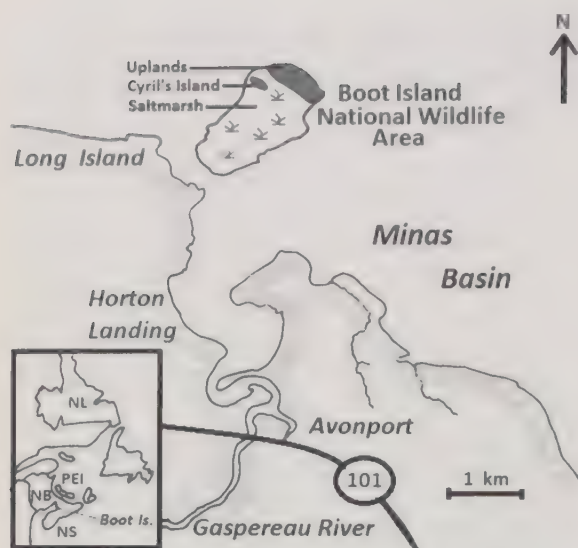 N
Uplands
Cyril's Island
Saltmarsh
Boot Island
National Wildlife
Area
Long Island
Minas
Basin
Horton
Landing
NL
PEI
NB
Boot Is.
NS
Avonport
101
1 km
Gaspereau River